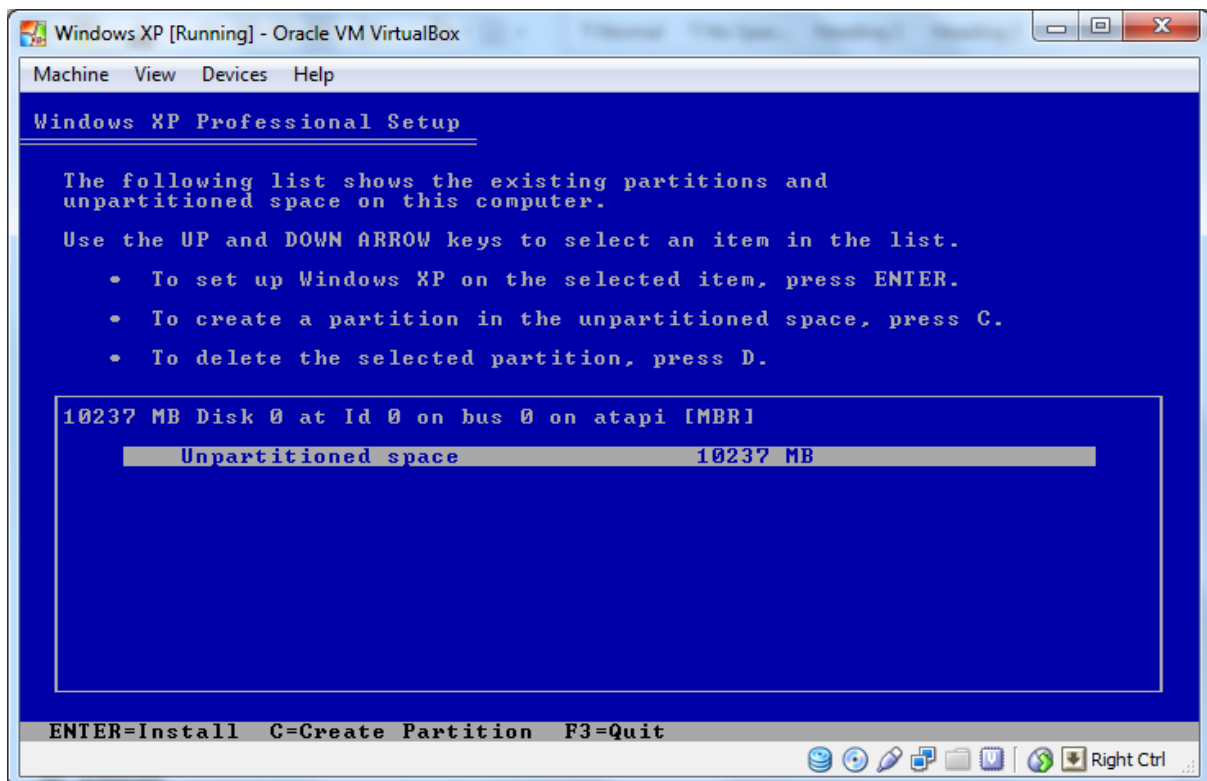 Windows XP [Running] - Oracle VM VirtualBox
Machine View Devices Help
Windows XP Professional Setup
The following list shows the existing partitions and
unpartitioned space on this computer.
Use the UP and DOWN ARROW keys to select an item in the list.
• To set up Windows XP on the selected item, press ENTER.
• To create a partition in the unpartitioned space, press C.
• To delete the selected partition, press D.
10237 MB Disk 0 at Id 0 on bus 0 on atapi [MBR]
Unpartitioned space 10237 MB
ENTER=Install C=Create Partition F3=Quit
Right Ctrl